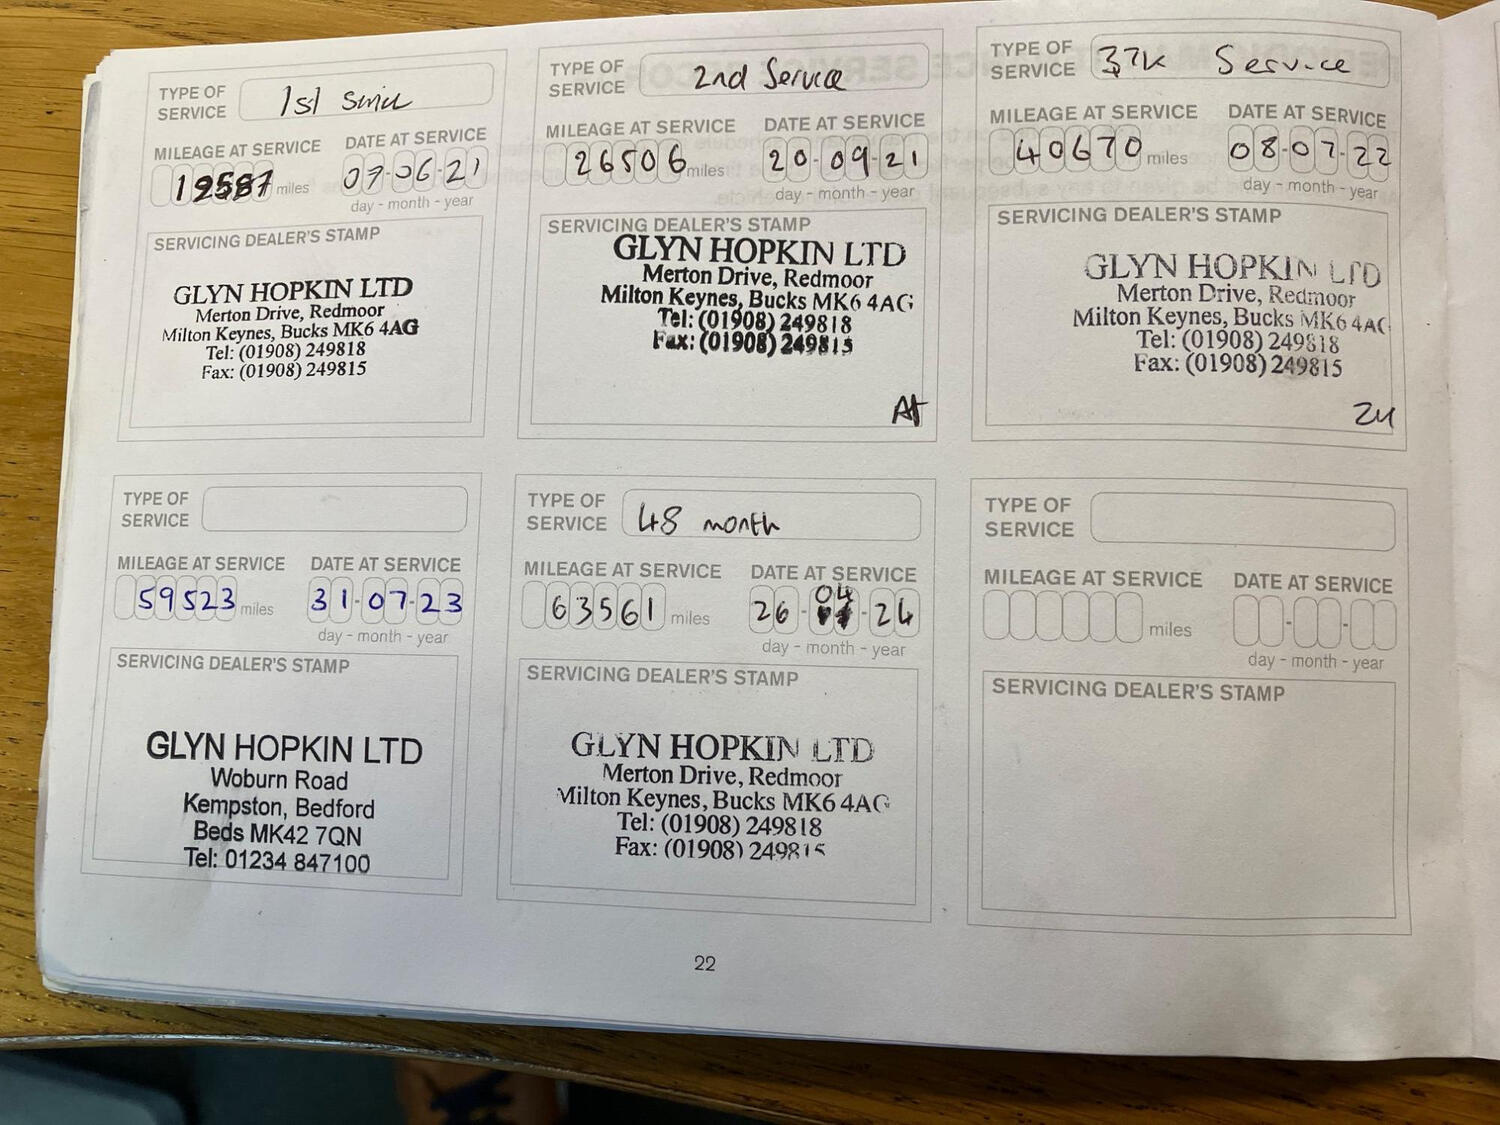 TYPE OF SERVICE 1st Service
MILEAGE AT SERVICE DATE AT SERVICE
12587 miles 07-06-21
day - month - year
SERVICING DEALER'S STAMP
GLYN HOPKIN LTD
Merton Drive, Redmoor
Milton Keynes, Bucks MK6 4AG
Tel: (01908) 249818
Fax: (01908) 249815
TYPE OF SERVICE 2nd Service
MILEAGE AT SERVICE DATE AT SERVICE
26506 miles 20-09-21
day - month - year
SERVICING DEALER'S STAMP
GLYN HOPKIN LTD
Merton Drive, Redmoor
Milton Keynes, Bucks MK6 4AG
Tel: (01908) 249818
Fax: (01908) 249815
TYPE OF SERVICE 37K Service
MILEAGE AT SERVICE DATE AT SERVICE
40670 miles 08-07-22
day - month - year
SERVICING DEALER'S STAMP
GLYN HOPKIN LTD
Merton Drive, Redmoor
Milton Keynes, Bucks MK6 4AG
Tel: (01908) 249818
Fax: (01908) 249815
TYPE OF SERVICE
MILEAGE AT SERVICE DATE AT SERVICE
59523 miles 31-07-23
day - month - year
SERVICING DEALER'S STAMP
GLYN HOPKIN LTD
Woburn Road
Kempston, Bedford
Beds MK42 7QN
Tel: 01234 847100
TYPE OF SERVICE 48 month
MILEAGE AT SERVICE DATE AT SERVICE
63561 miles 26-04-24
day - month - year
SERVICING DEALER'S STAMP
GLYN HOPKIN LTD
Merton Drive, Redmoor
Milton Keynes, Bucks MK6 4AG
Tel: (01908) 249818
Fax: (01908) 249815
TYPE OF SERVICE
MILEAGE AT SERVICE DATE AT SERVICE
miles
day - month - year
SERVICING DEALER'S STAMP
22